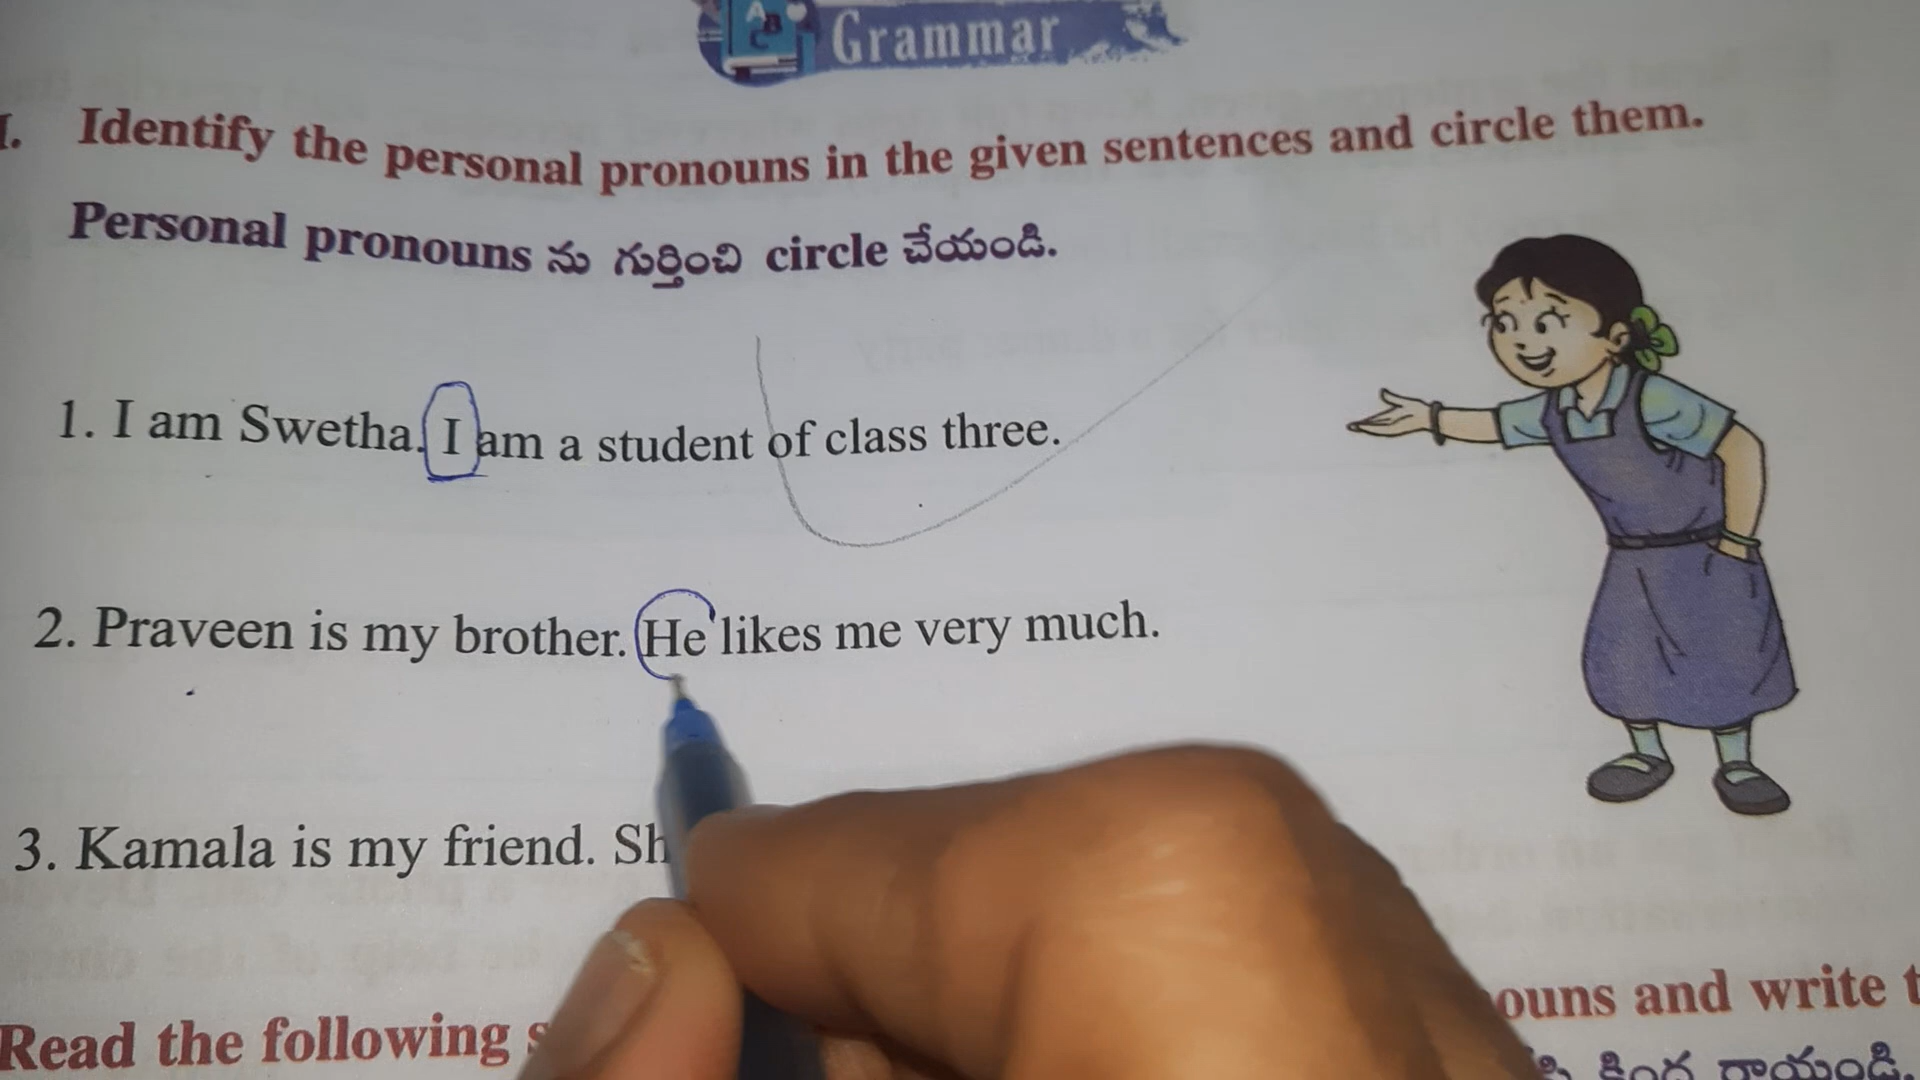 Grammar
I. Identify the personal pronouns in the given sentences and circle them.
Personal pronouns ను గుర్తించి circle చేయండి.
1. I am Swetha. I am a student of class three.
2. Praveen is my brother. He likes me very much.
3. Kamala is my friend.
Read the following
and write
కింద రాయండి.